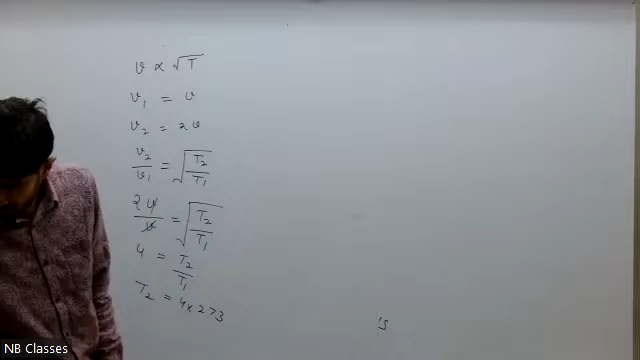 v ∝ √T
v₁ = v
v₂ = 2v
v₂/v₁ = √(T₂/T₁)
2v/v = √(T₂/T₁)
4 = T₂/T₁
T₂ = 4×273
's
NB Classes